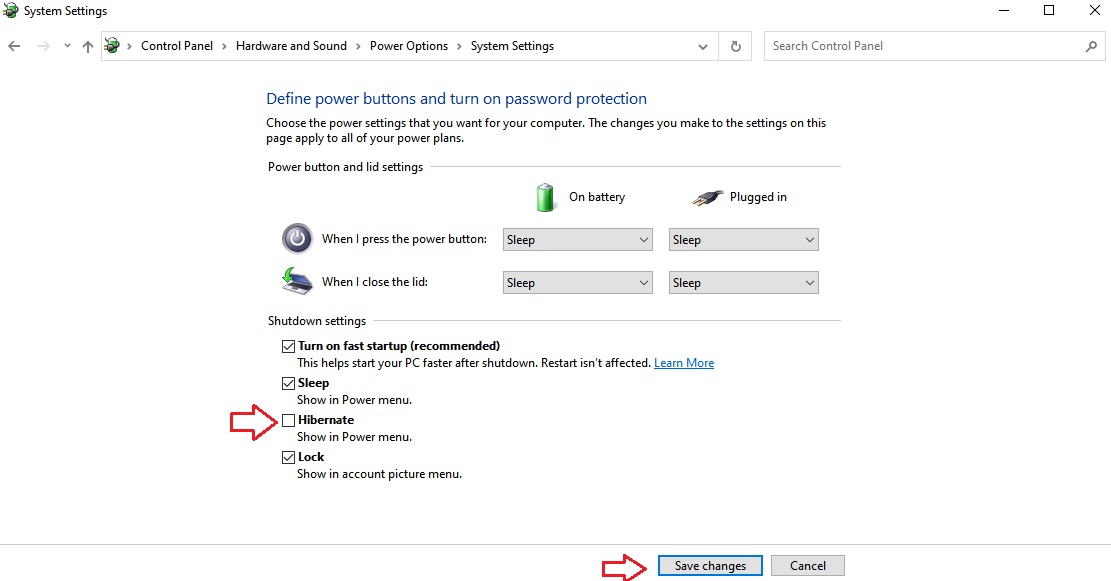 System Settings
Control Panel > Hardware and Sound > Power Options > System Settings
Search Control Panel
Define power buttons and turn on password protection
Choose the power settings that you want for your computer. The changes you make to the settings on this
page apply to all of your power plans.
Power button and lid settings
On battery Plugged in
When I press the power button: Sleep Sleep
When I close the lid: Sleep Sleep
Shutdown settings
Turn on fast startup (recommended)
This helps start your PC faster after shutdown. Restart isn't affected. Learn More
Sleep
Show in Power menu.
Hibernate
Show in Power menu.
Lock
Show in account picture menu.
Save changes Cancel